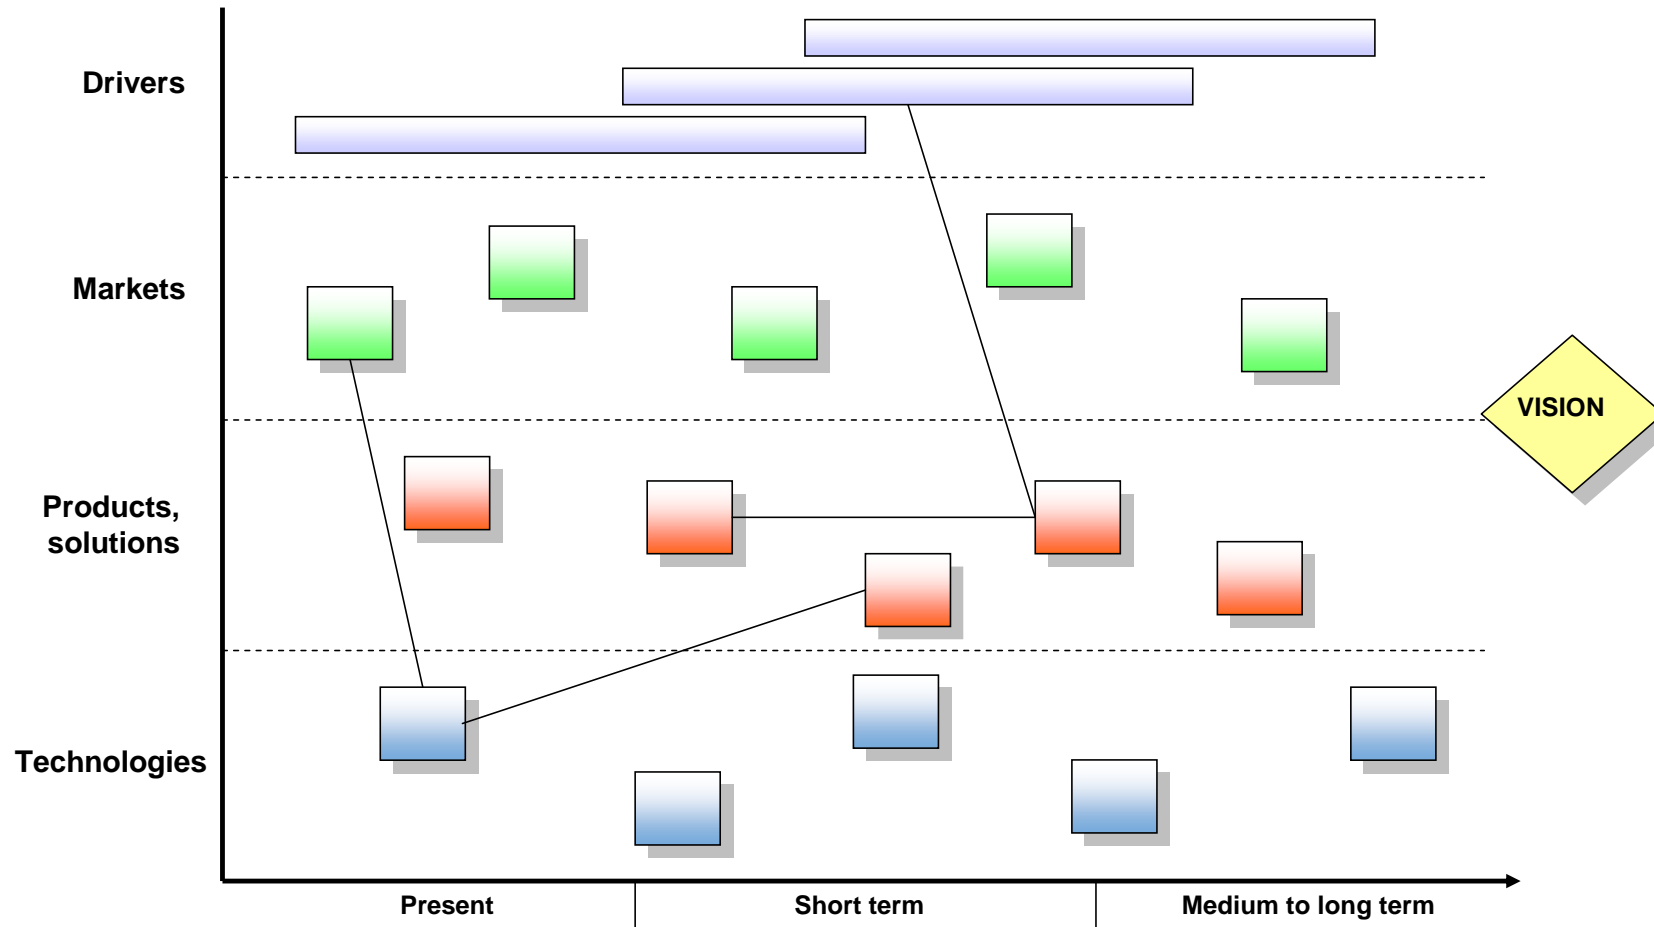 Drivers
Markets
VISION
Products,
solutions
Technologies
Present
Short term
Medium to long term